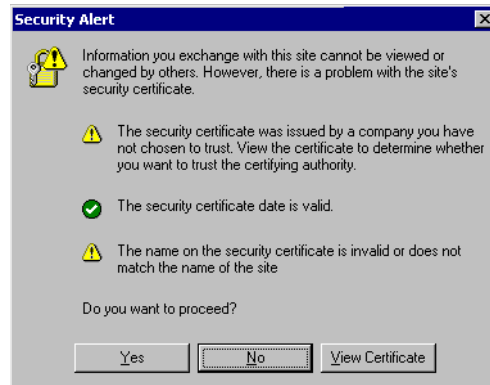 Security Alert
Information you exchange with this site cannot be viewed or
changed by others. However, there is a problem with the site's
security certificate.
The security certificate was issued by a company you have
not chosen to trust. View the certificate to determine whether
you want to trust the certifying authority.
The security certificate date is valid.
The name on the security certificate is invalid or does not
match the name of the site
Do you want to proceed?
Yes No View Certificate